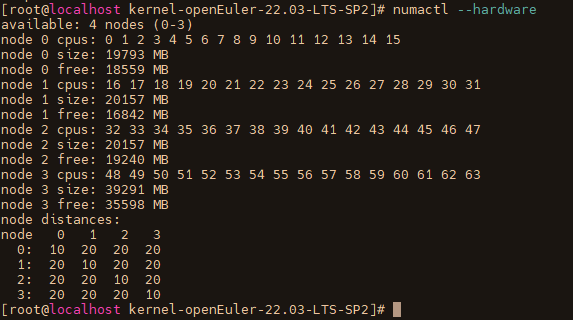 [root@localhost kernel-openEuler-22.03-LTS-SP2]# numactl --hardware
available: 4 nodes (0-3)
node 0 cpus: 0 1 2 3 4 5 6 7 8 9 10 11 12 13 14 15
node 0 size: 19793 MB
node 0 free: 18559 MB
node 1 cpus: 16 17 18 19 20 21 22 23 24 25 26 27 28 29 30 31
node 1 size: 20157 MB
node 1 free: 16842 MB
node 2 cpus: 32 33 34 35 36 37 38 39 40 41 42 43 44 45 46 47
node 2 size: 20157 MB
node 2 free: 19240 MB
node 3 cpus: 48 49 50 51 52 53 54 55 56 57 58 59 60 61 62 63
node 3 size: 39291 MB
node 3 free: 35598 MB
node distances:
node   0   1   2   3
  0:  10  20  20  20
  1:  20  10  20  20
  2:  20  20  10  20
  3:  20  20  20  10
[root@localhost kernel-openEuler-22.03-LTS-SP2]#